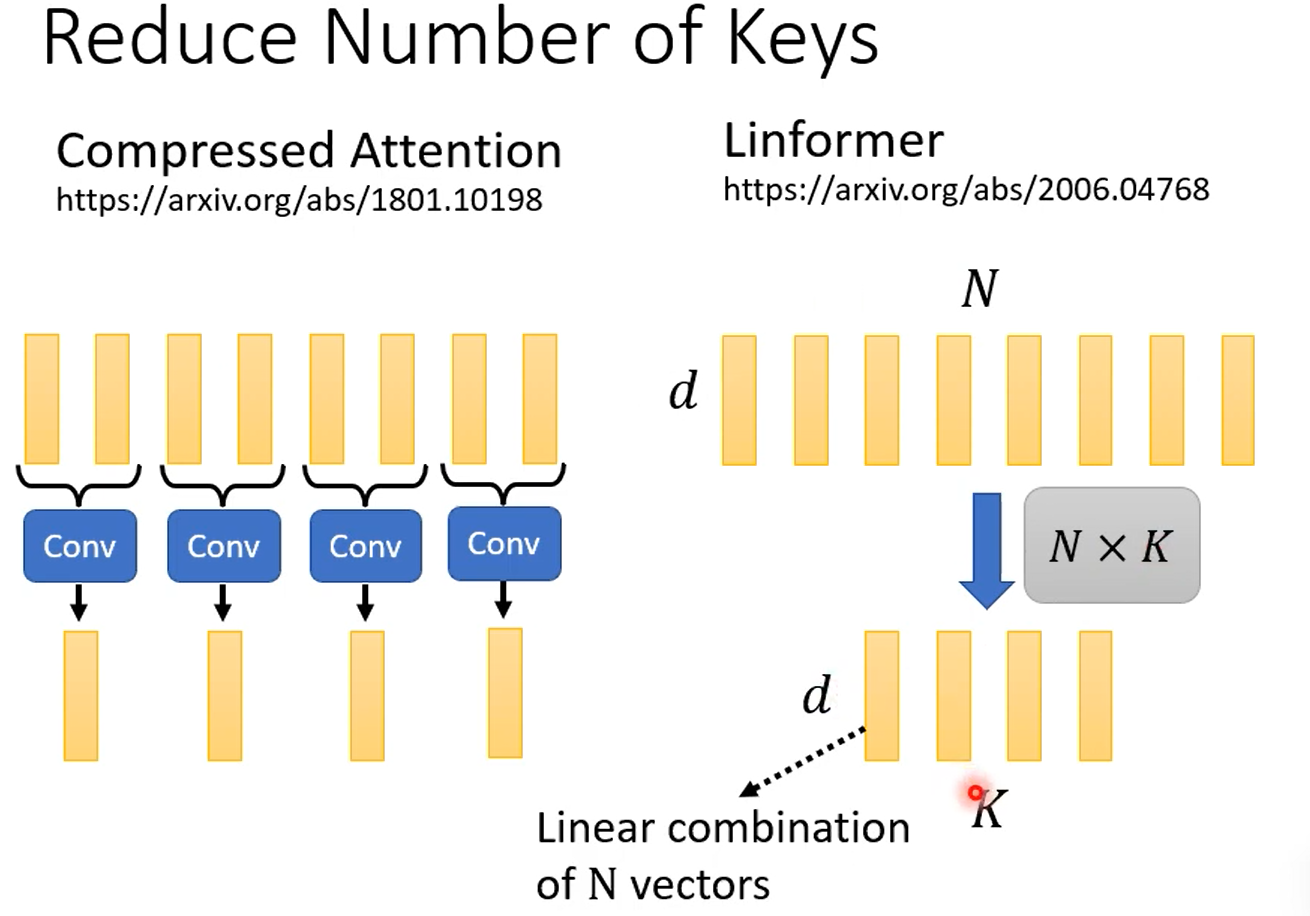 Reduce Number of Keys
Compressed Attention
https://arxiv.org/abs/1801.10198
Conv
Conv
Conv
Conv
Linformer
https://arxiv.org/abs/2006.04768
N
d
N × K
d
K
Linear combination
of N vectors